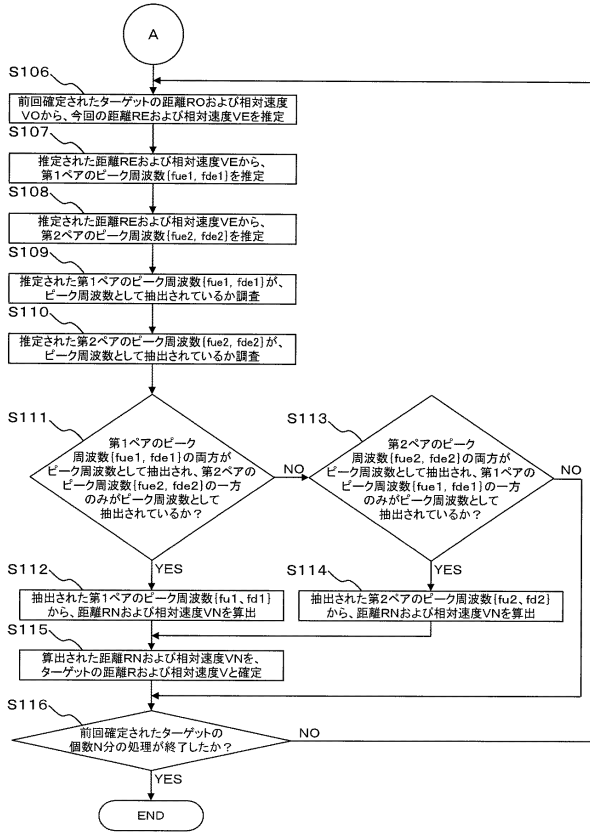 A
S106
前回確定されたターゲットの距離ROおよび相対速度
VOから、今回の距離REおよび相対速度VEを推定
S107
推定された距離REおよび相対速度VEから、
第1ペアのピーク周波数{fue1, fde1}を推定
S108
推定された距離REおよび相対速度VEから、
第2ペアのピーク周波数{fue2, fde2}を推定
S109
推定された第1ペアのピーク周波数{fue1, fde1}が、
ピーク周波数として抽出されているか調査
S110
推定された第2ペアのピーク周波数{fue2, fde2}が、
ピーク周波数として抽出されているか調査
S111
第1ペアのピーク
周波数{fue1, fde1}の両方が
ピーク周波数として抽出され、第2ペアの
ピーク周波数{fue2, fde2}の一方
のみがピーク周波数として
抽出されているか？
NO
YES
S113
第2ペアのピーク
周波数{fue2, fde2}の両方が
ピーク周波数として抽出され、第1ペアの
ピーク周波数{fue1, fde1}の一方
のみがピーク周波数として
抽出されているか？
NO
YES
S112
抽出された第1ペアのピーク周波数{fu1、fd1}
から、距離RNおよび相対速度VNを算出
S114
抽出された第2ペアのピーク周波数{fu2、fd2}
から、距離RNおよび相対速度VNを算出
S115
算出された距離RNおよび相対速度VNを、
ターゲットの距離Rおよび相対速度Vと確定
S116
前回確定されたターゲットの
個数N分の処理が終了したか？
NO
YES
END